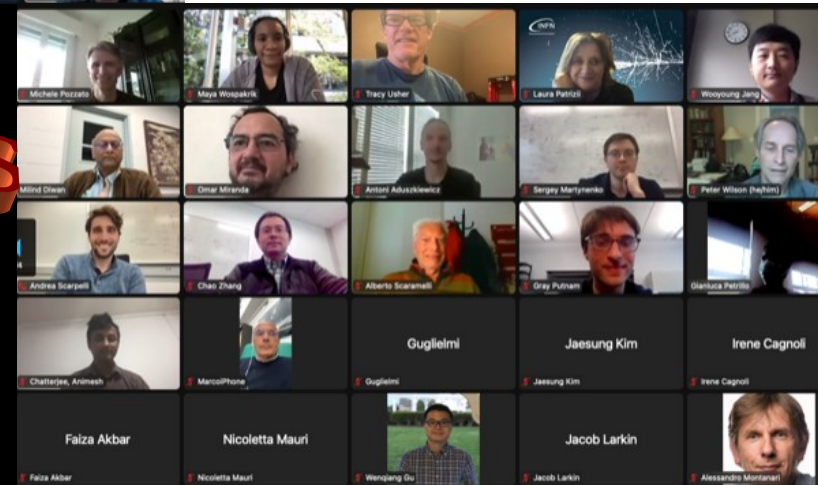 INFN
Michele Pozzato
Maya Wospakrik
Tracy Usher
Laura Patrizii
Wooyoung Jang
S
Milind Diwan
Omar Miranda
Antoni Aduszkiewicz
Sergey Martynenko
Peter Wilson (he/him)
Andrea Scarpelli
Chao Zhang
Alberto Scaramelli
Gray Putnam
Gianluca Petrillo
Guglielmi
Jaesung Kim
Irene Cagnoli
Chatterjee, Animesh
MarcoiPhone
Guglielmi
Jaesung Kim
Irene Cagnoli
Faiza Akbar
Nicoletta Mauri
Jacob Larkin
Faiza Akbar
Nicoletta Mauri
Wenqiang Gu
Jacob Larkin
Alessandro Montanari